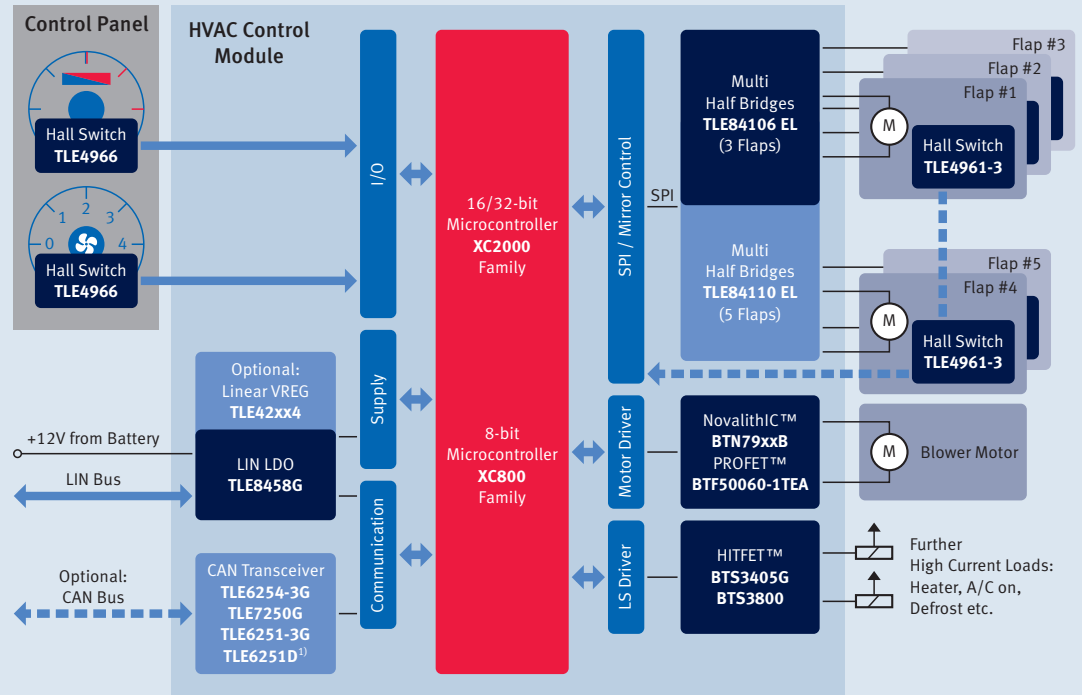 Control Panel
Hall Switch
TLE4966
0
1
2
3
4
Hall Switch
TLE4966
HVAC Control
Module
I/O
Supply
Communication
Optional:
Linear VREG
TLE42xx4
LIN LDO
TLE8458G
+12V from Battery
LIN Bus
Optional:
CAN Bus
CAN Transceiver
TLE6254-3G
TLE7250G
TLE6251-3G
TLE6251D1)
16/32-bit
Microcontroller
XC2000
Family
8-bit
Microcontroller
XC800
Family
SPI / Mirror Control
SPI
Motor Driver
LS Driver
Multi
Half Bridges
TLE84106 EL
(3 Flaps)
Multi
Half Bridges
TLE84110 EL
(5 Flaps)
NovalithIC™
BTN79xxB
PROFET™
BTF50060-1TEA
HITFET™
BTS3405G
BTS3800
Flap #3
Flap #2
Flap #1
M
Hall Switch
TLE4961-3
Flap #5
Flap #4
M
Hall Switch
TLE4961-3
M
Blower Motor
Further
High Current Loads:
Heater, A/C on,
Defrost etc.